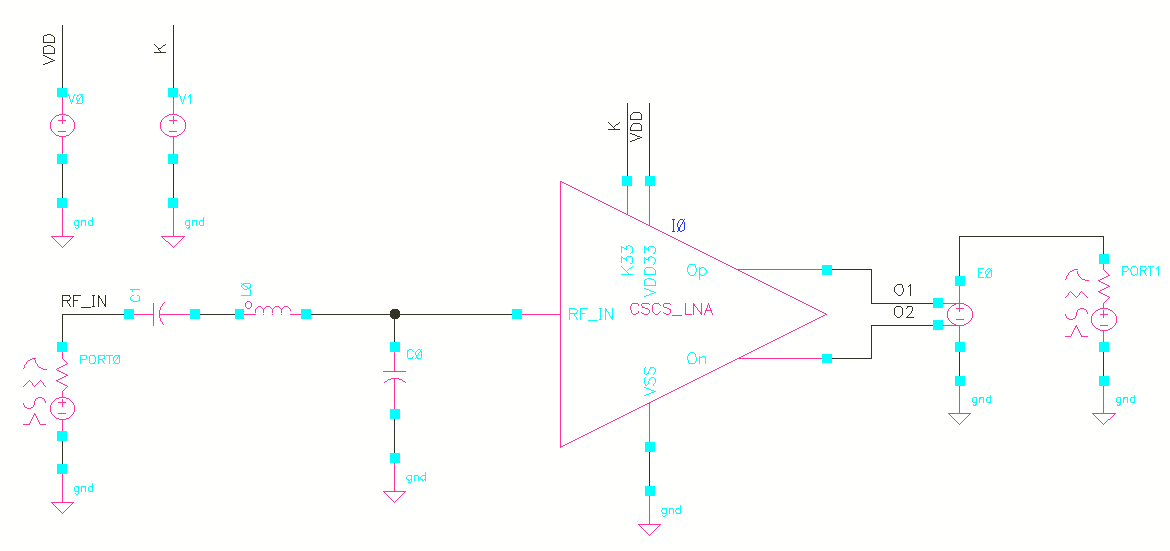 VDD
K
V0
V1
gnd
gnd
K
VDD
I0
K33
VDD33
Op
RF_IN
CSCS_LNA
On
VSS
gnd
RF_IN
C1
L0
PORT0
gnd
C0
gnd
O1
O2
E0
gnd
PORT1
gnd